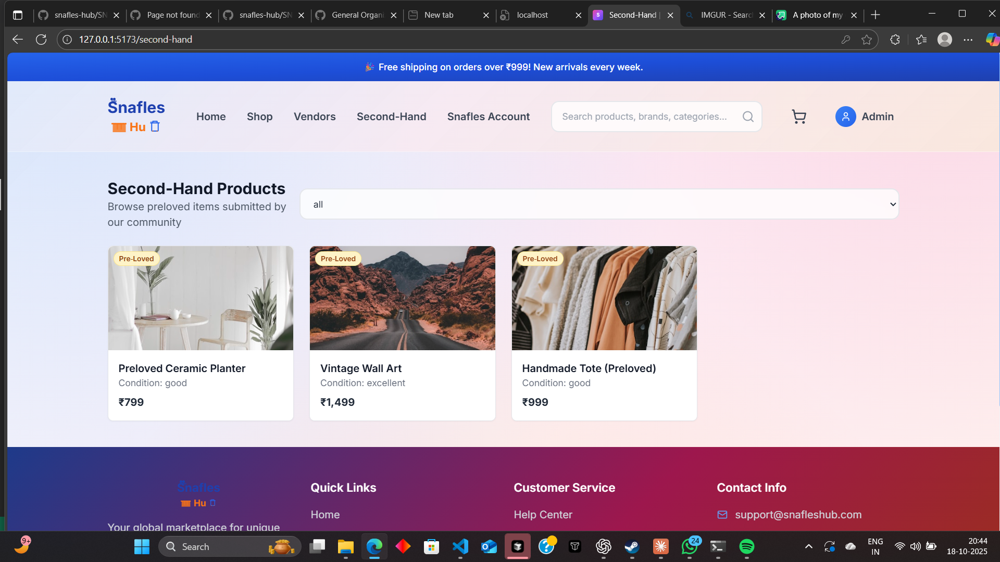 snafles-hub/SN
Page not found
snafles-hub/SN
General Organi
New tab
localhost
Second-Hand |
IMGUR - Search
A photo of my
127.0.0.1:5173/second-hand
🎉 Free shipping on orders over ₹999! New arrivals every week.
Snafles
Hu
Home
Shop
Vendors
Second-Hand
Snafles Account
Search products, brands, categories...
Admin
Second-Hand Products
Browse preloved items submitted by
our community
all
Pre-Loved
Pre-Loved
Pre-Loved
Preloved Ceramic Planter
Condition: good
₹799
Vintage Wall Art
Condition: excellent
₹1,499
Handmade Tote (Preloved)
Condition: good
₹999
Snafles
Hu
Your global marketplace for unique
Quick Links
Home
Customer Service
Help Center
Contact Info
support@snafleshub.com
9+
Search
24
ENG
IN
20:44
18-10-2025